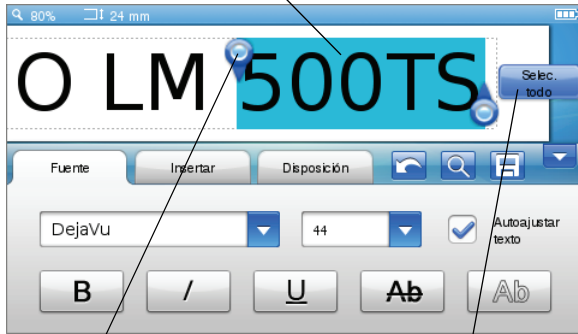 80% 24 mm
O LM 500TS
Selec.
todo
Fuente Insertar Disposición
DejaVu 44 Autoajustar
texto
B I U Ab Ab